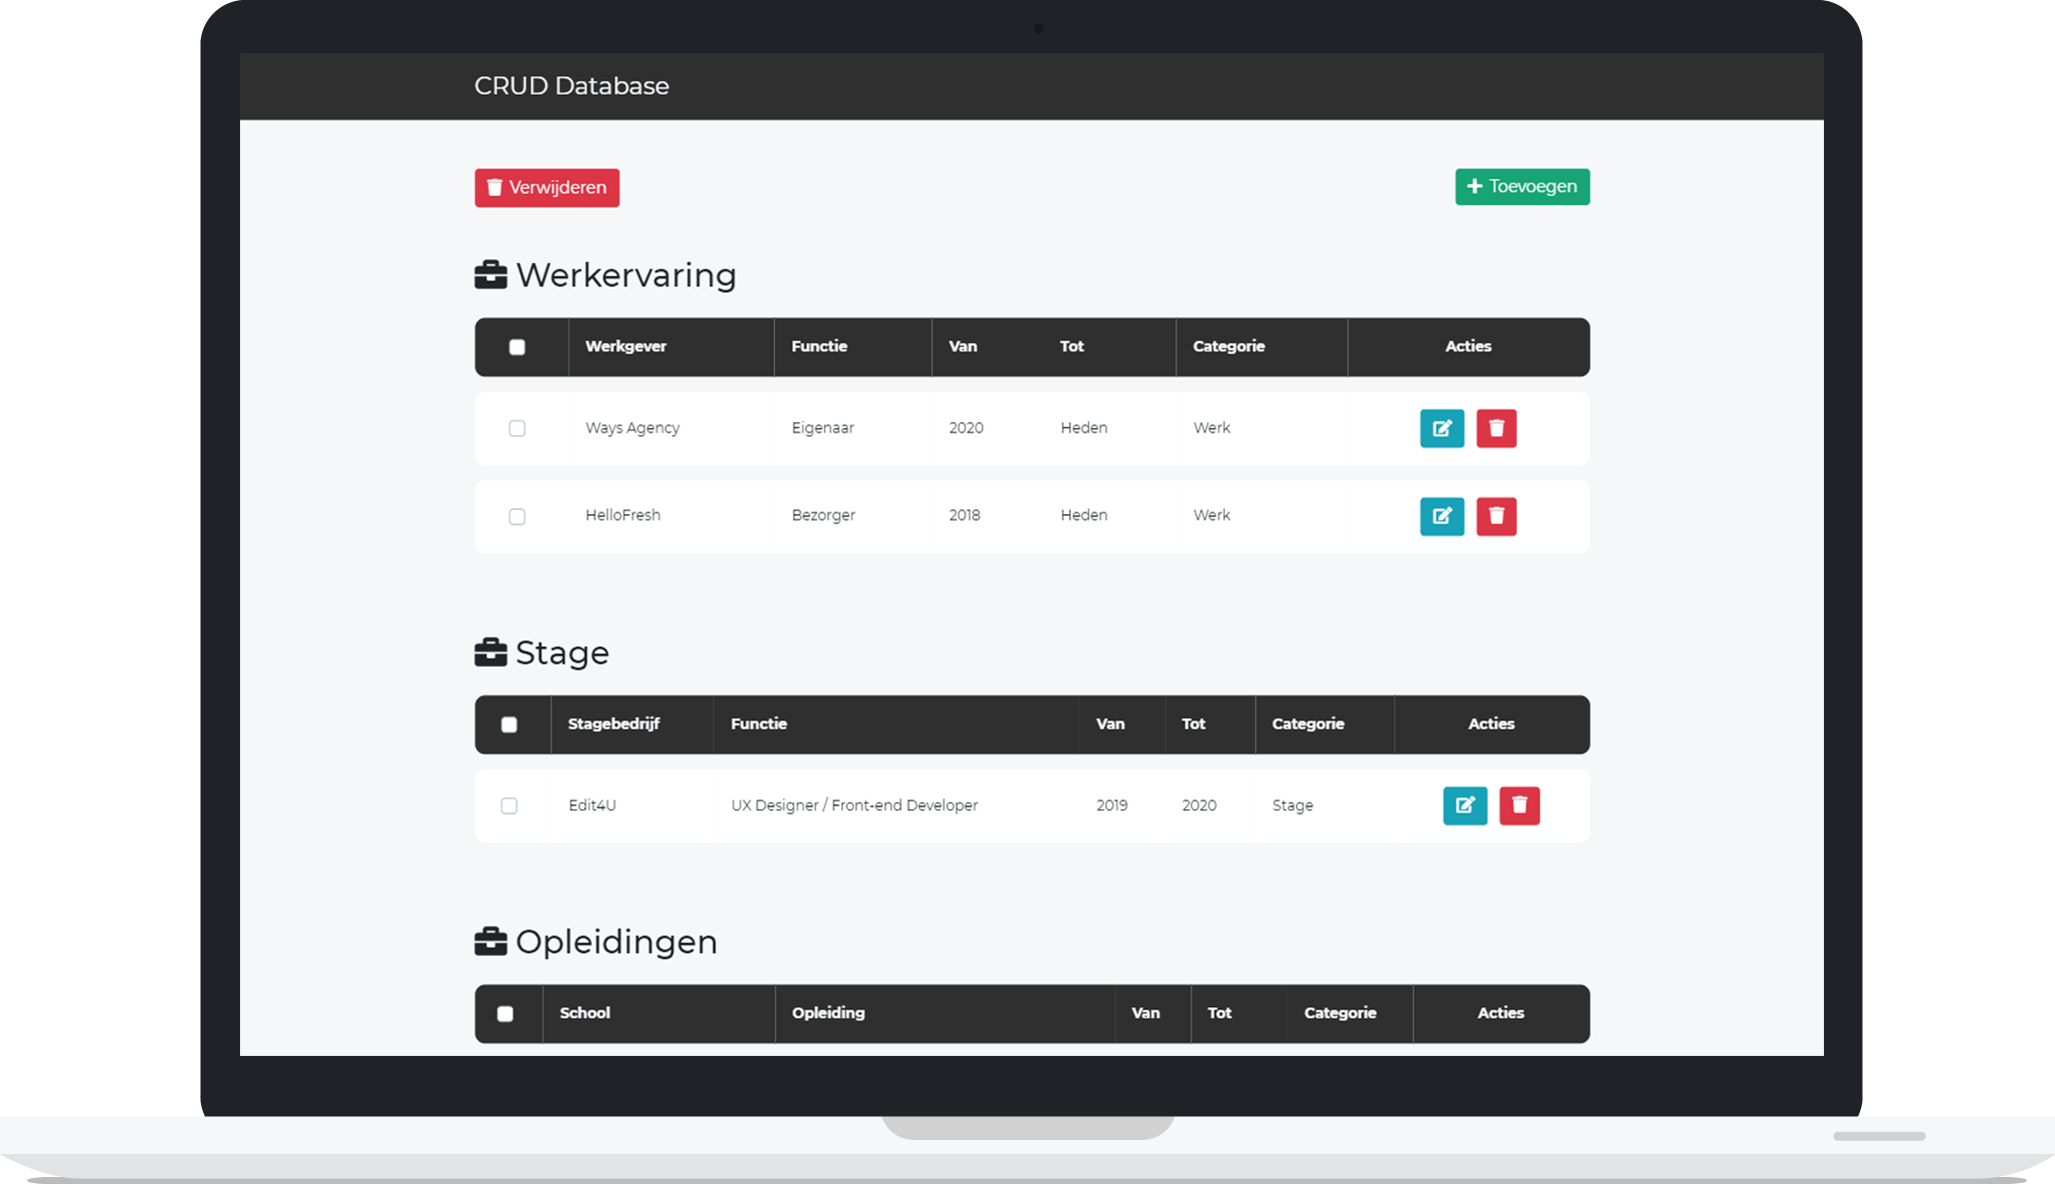 CRUD Database
Verwijderen
Toevoegen
Werkervaring
Werkgever Functie Van Tot Categorie Acties
Ways Agency Eigenaar 2020 Heden Werk
HelloFresh Bezorger 2018 Heden Werk
Stage
Stagebedrijf Functie Van Tot Categorie Acties
Edit4U UX Designer / Front-end Developer 2019 2020 Stage
Opleidingen
School Opleiding Van Tot Categorie Acties